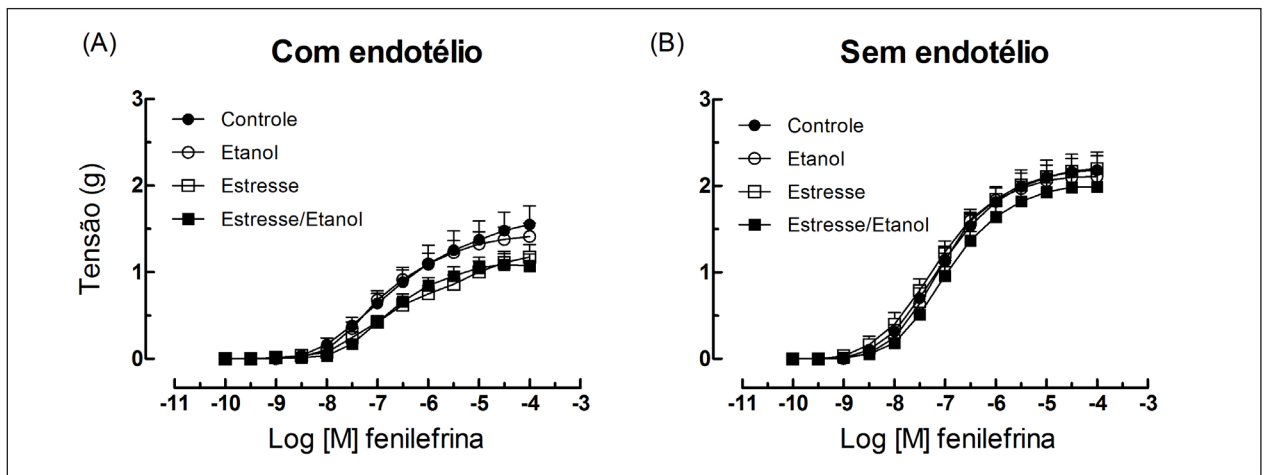 (A)
Com endotélio
Controle
Etanol
Estresse
Estresse/Etanol
Tensão (g)
3
2
1
0
-11 -10 -9 -8 -7 -6 -5 -4 -3
Log [M] fenilefrina
(B)
Sem endotélio
Controle
Etanol
Estresse
Estresse/Etanol
3
2
1
0
-11 -10 -9 -8 -7 -6 -5 -4 -3
Log [M] fenilefrina